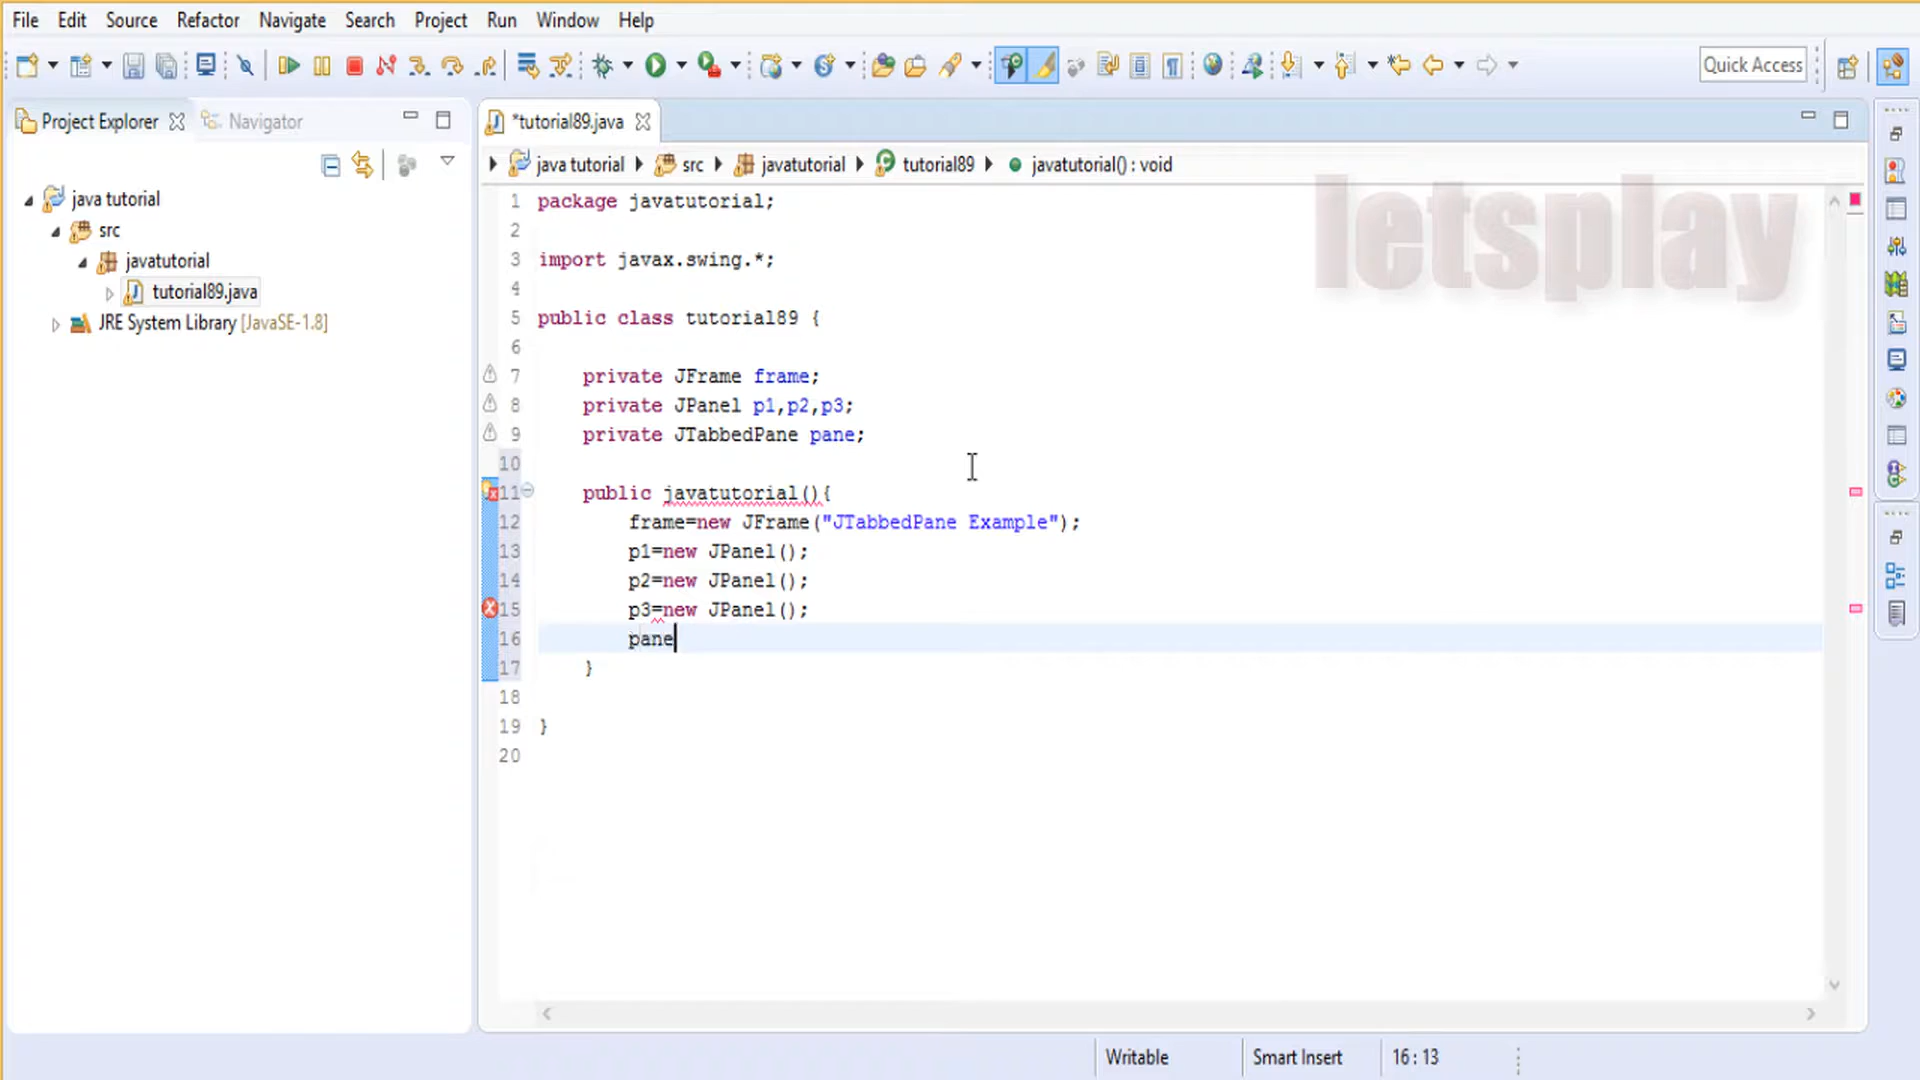 File Edit Source Refactor Navigate Search Project Run Window Help
Quick Access
Project Explorer Navigator
java tutorial
src
javatutorial
tutorial89.java
JRE System Library [JavaSE-1.8]
*tutorial89.java
java tutorial src javatutorial tutorial89 javatutorial() : void
letsplay
1 package javatutorial;
2
3 import javax.swing.*;
4
5 public class tutorial89 {
6
7 private JFrame frame;
8 private JPanel p1,p2,p3;
9 private JTabbedPane pane;
10
11 public javatutorial(){
12 frame=new JFrame("JTabbedPane Example");
13 p1=new JPanel();
14 p2=new JPanel();
15 p3=new JPanel();
16 pane
17 }
18
19 }
20
Writable Smart Insert 16 : 13